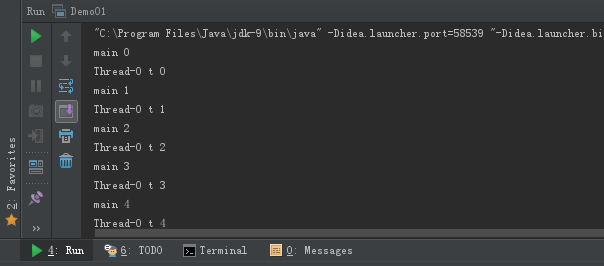 Run Demo01
"C:\Program Files\Java\jdk-9\bin\java" -Didea.launcher.port=58539 "-Didea.launcher.bi
main 0
Thread-0 t 0
main 1
Thread-0 t 1
main 2
Thread-0 t 2
main 3
Thread-0 t 3
main 4
Thread-0 t 4
2: Favorites
4: Run 6: TODO Terminal 0: Messages